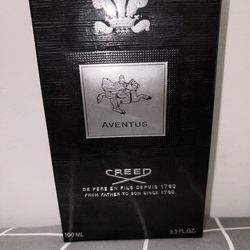 AVENTUS
CREED
DE PÈRE EN FILS DEPUIS 1760
FROM FATHER TO SON SINCE 1760
100 ML 3.3 FL.OZ.